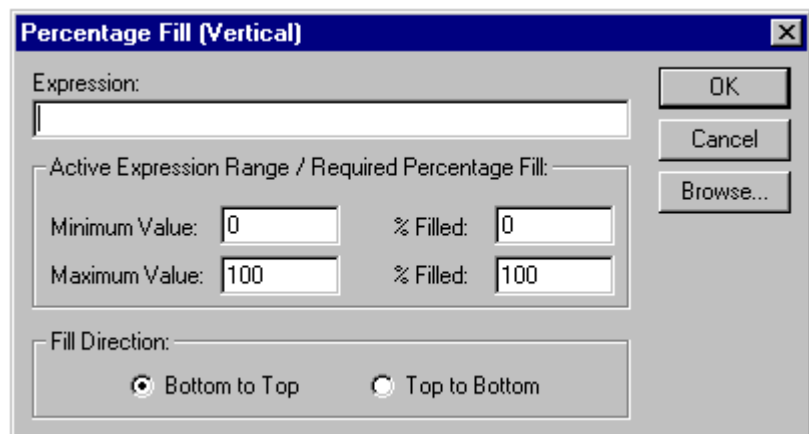 Percentage Fill (Vertical)
Expression:
OK
Cancel
Browse...
Active Expression Range / Required Percentage Fill:
Minimum Value: 0 % Filled: 0
Maximum Value: 100 % Filled: 100
Fill Direction:
Bottom to Top Top to Bottom